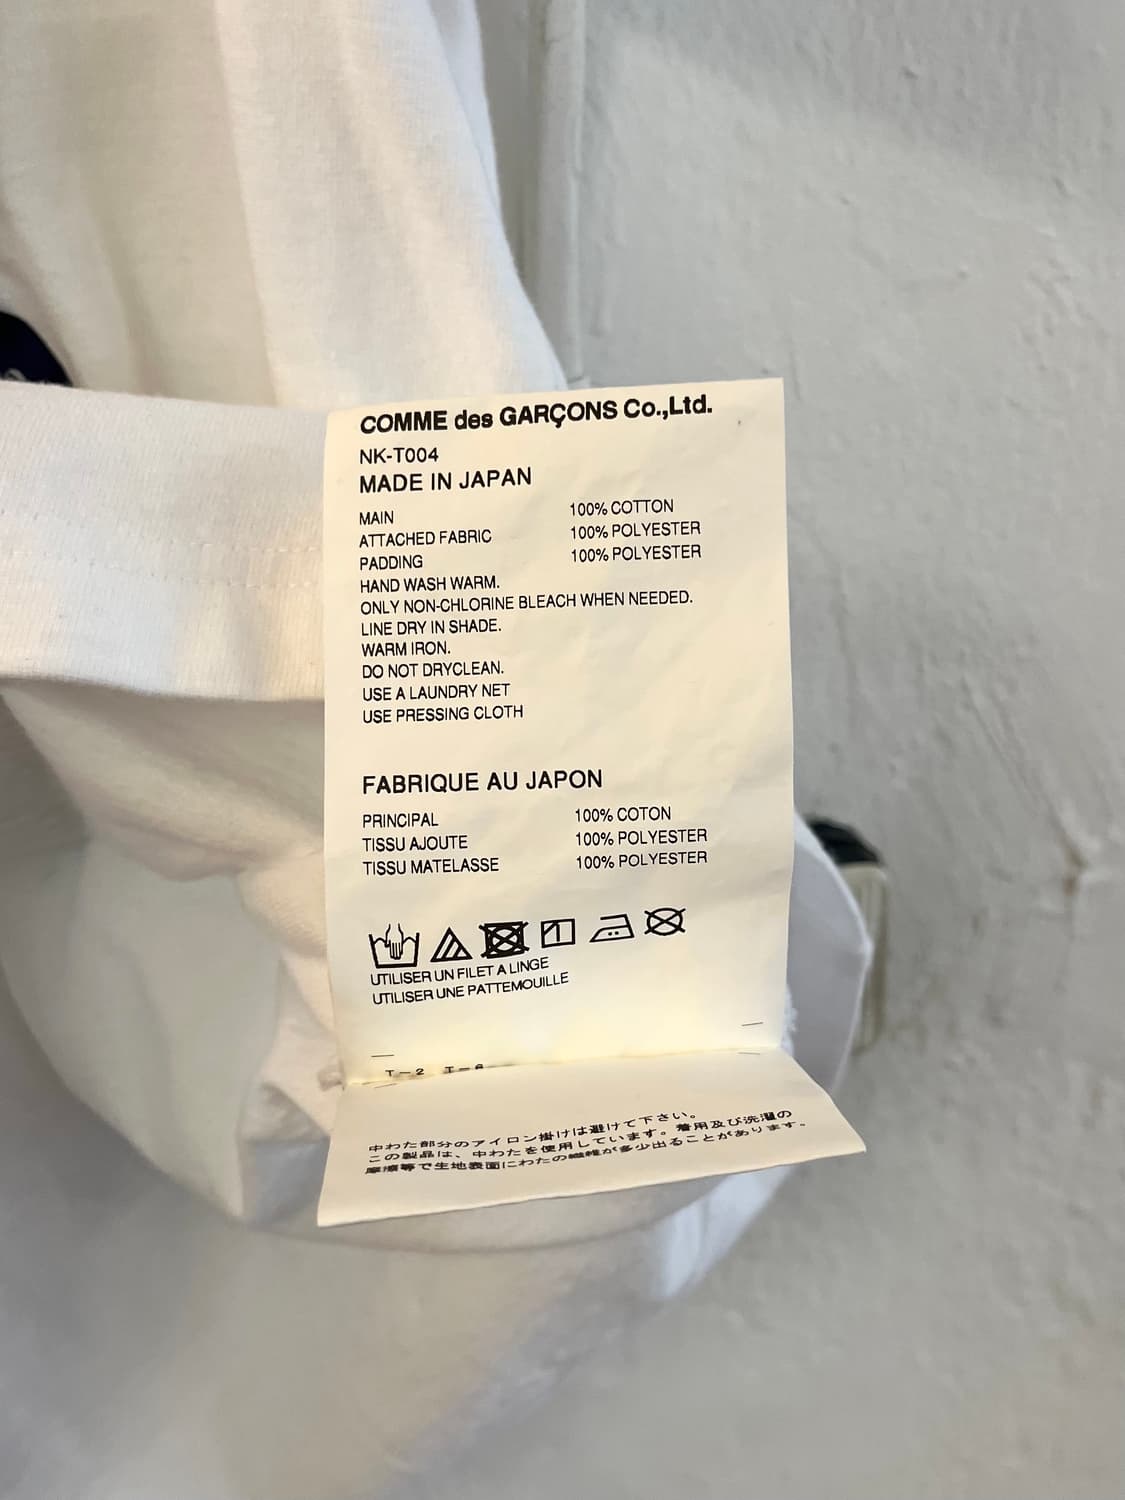 COMME des GARÇONS Co.,Ltd.
NK-T004
MADE IN JAPAN
MAIN 100% COTTON
ATTACHED FABRIC 100% POLYESTER
PADDING 100% POLYESTER
HAND WASH WARM.
ONLY NON-CHLORINE BLEACH WHEN NEEDED.
LINE DRY IN SHADE.
WARM IRON.
DO NOT DRYCLEAN.
USE A LAUNDRY NET
USE PRESSING CLOTH
FABRIQUE AU JAPON
PRINCIPAL 100% COTON
TISSU AJOUTE 100% POLYESTER
TISSU MATELASSE 100% POLYESTER
UTILISER UN FILET A LINGE
UTILISER UNE PATTEMOUILLE
中わた部分のアイロン掛けは避けて下さい。
この製品は、中わたを使用しています。着用及び洗濯の
摩擦等で生地表面にわたの繊維が多少出ることがあります。